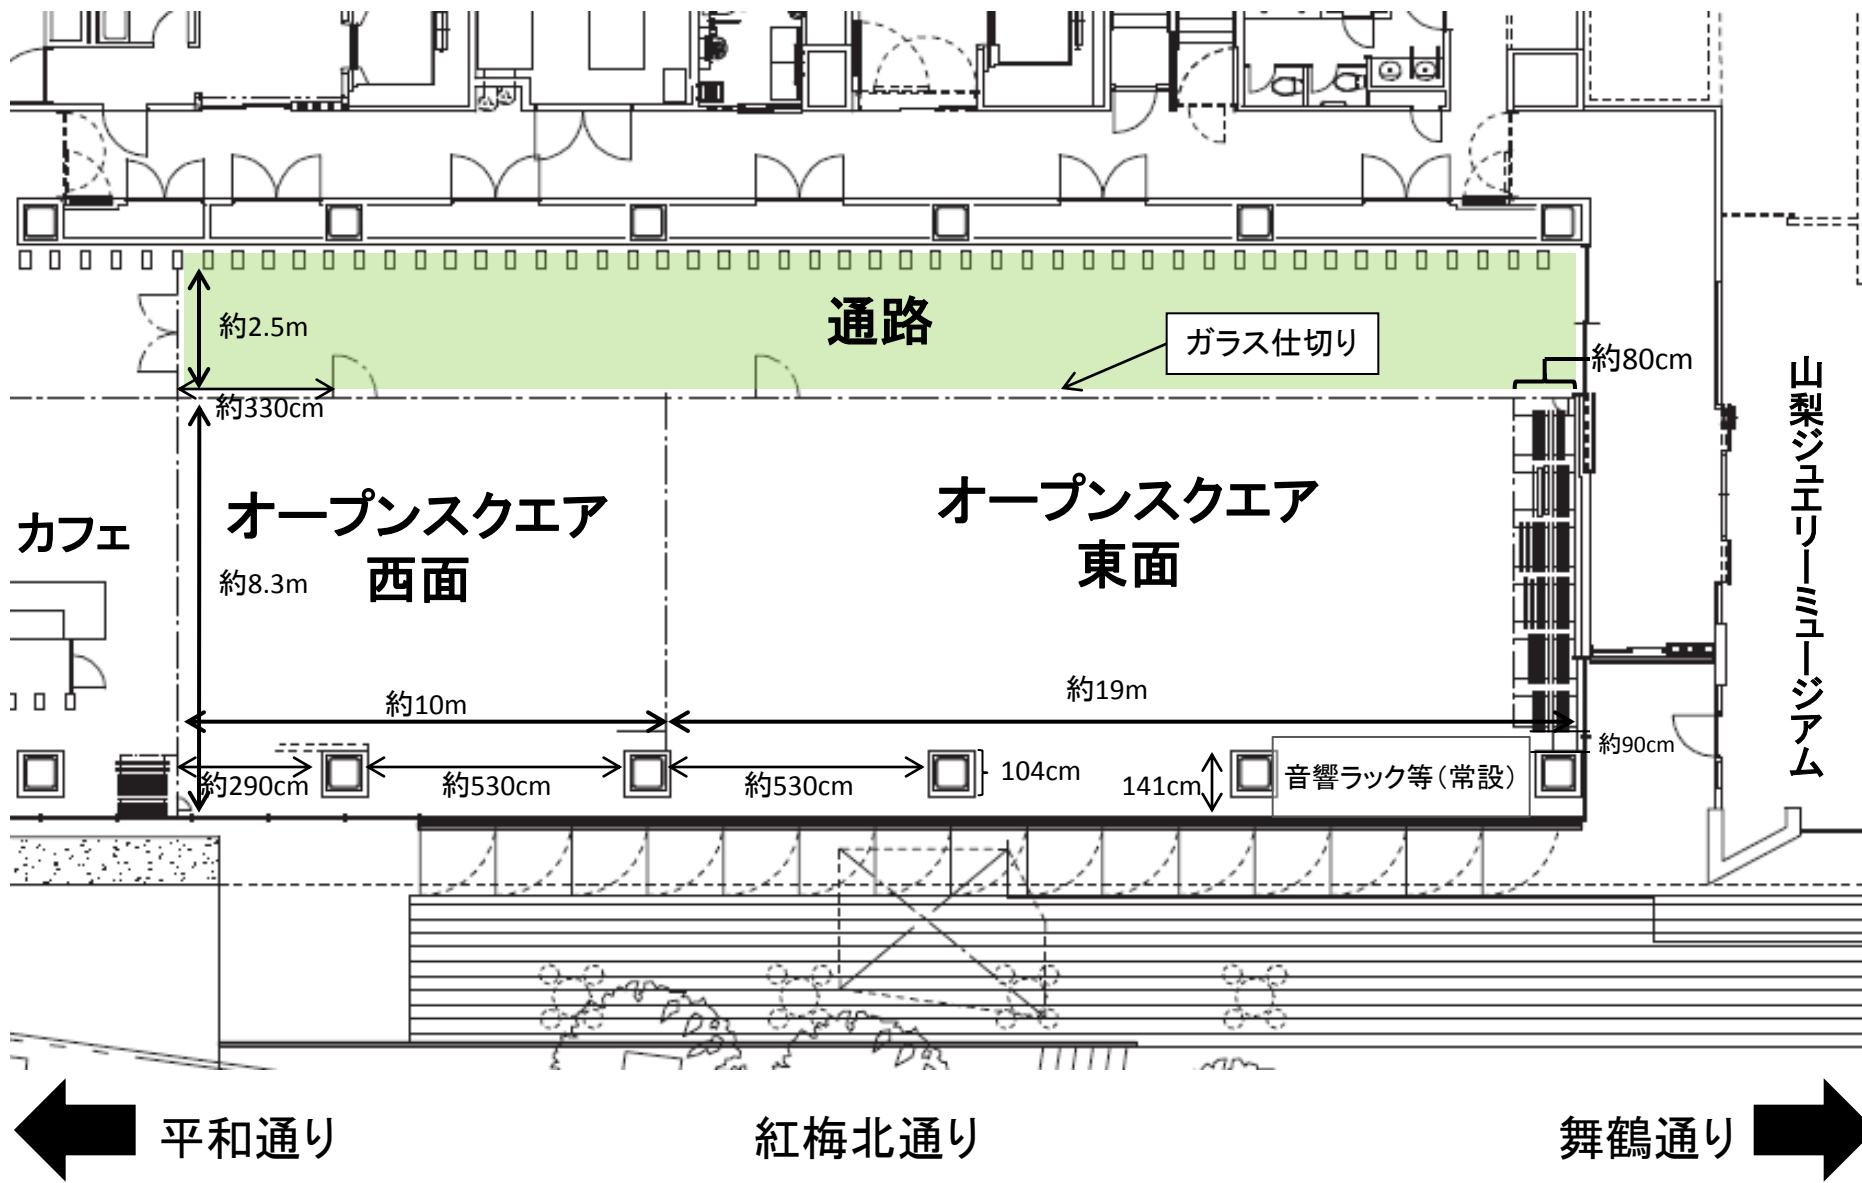 通路
約2.5m
ガラス仕切り
約80cm
約330cm
オープンスクエア
西面
オープンスクエア
東面
カフェ
約8.3m
山梨ジュエリーミュージアム
約10m
約19m
約90cm
約290cm
約530cm
約530cm
104cm
141cm
音響ラック等（常設）
平和通り
紅梅北通り
舞鶴通り